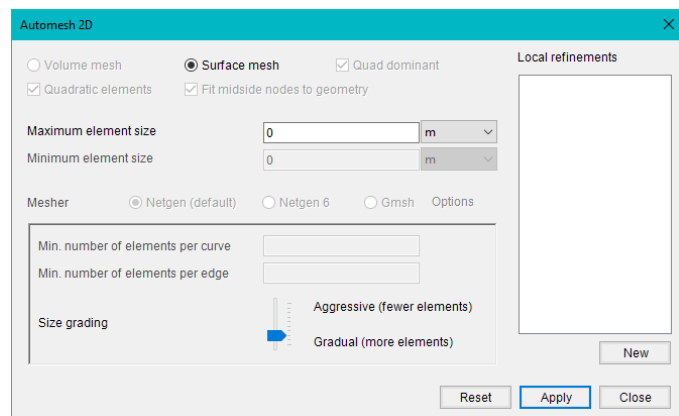 Automesh 2D
Volume mesh Surface mesh Quad dominant
Quadratic elements Fit midside nodes to geometry
Local refinements
Maximum element size 0 m
Minimum element size 0 m
Mesher Netgen (default) Netgen 6 Gmsh Options
Min. number of elements per curve
Min. number of elements per edge
Size grading
Aggressive (fewer elements)
Gradual (more elements)
New
Reset Apply Close